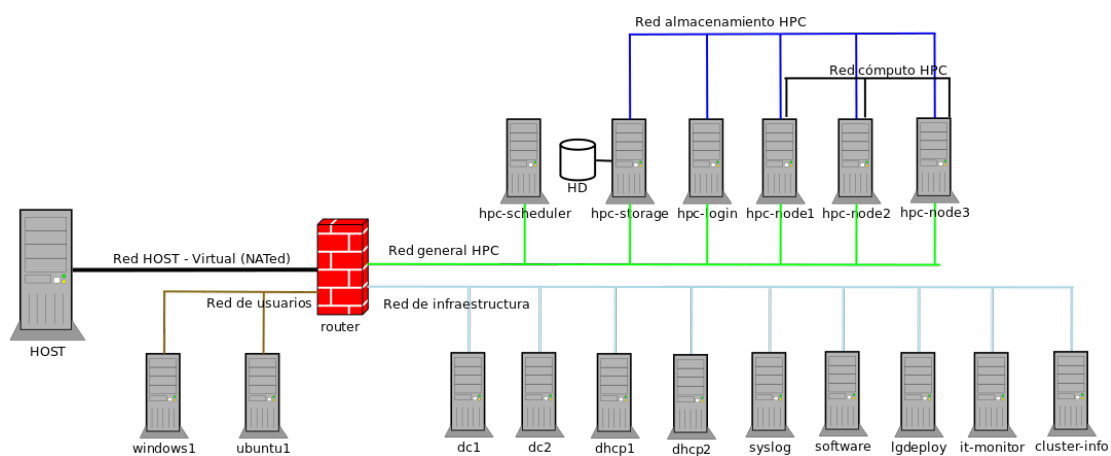 Red almacenamiento HPC
Red cómputo HPC
HD
hpc-scheduler
hpc-storage
hpc-login
hpc-node1
hpc-node2
hpc-node3
Red general HPC
Red HOST - Virtual (NATed)
Red de usuarios
Red de infraestructura
router
HOST
windows1
ubuntu1
dc1
dc2
dhcp1
dhcp2
syslog
software
lgdeploy
it-monitor
cluster-info